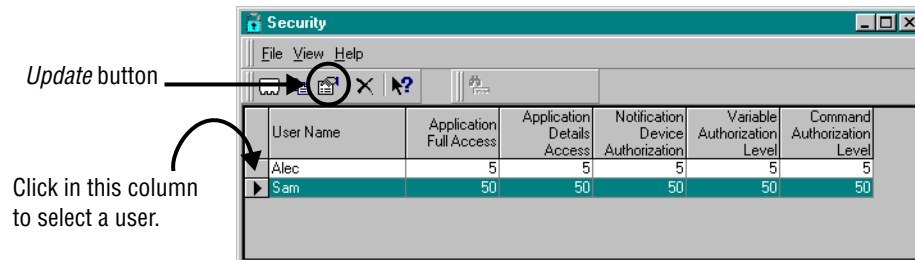 Security
File View Help
Update button
User Name Application Full Access Application Details Access Notification Device Authorization Variable Authorization Level Command Authorization Level
Alec 5 5 5 5 5
Sam 50 50 50 50 50
Click in this column
to select a user.